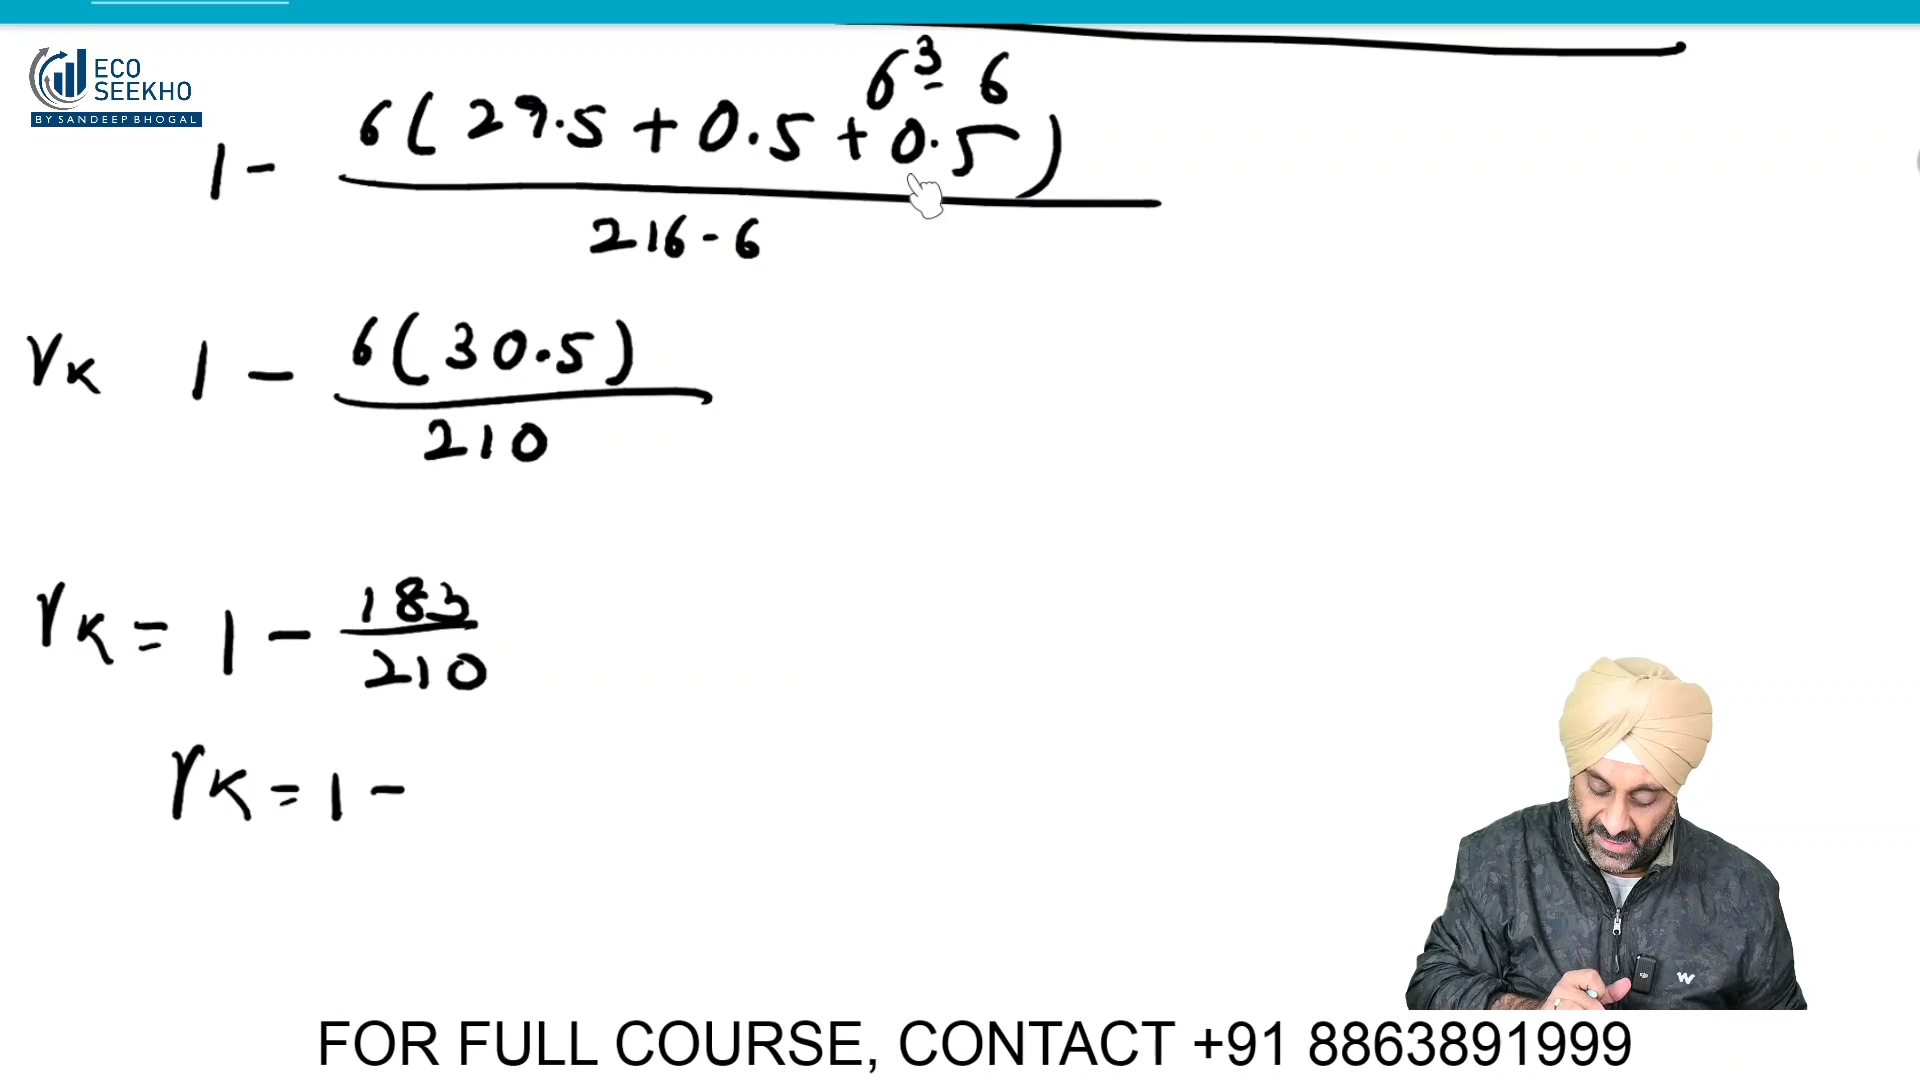 ECO
SEEKHO
BY SANDEEP BHOGAL
6³ - 6
1 - 6( 29.5 + 0.5 + 0.5 )
216 - 6
rk 1 - 6( 30.5 )
210
rk = 1 - 183
210
rk = 1 -
FOR FULL COURSE, CONTACT +91 8863891999